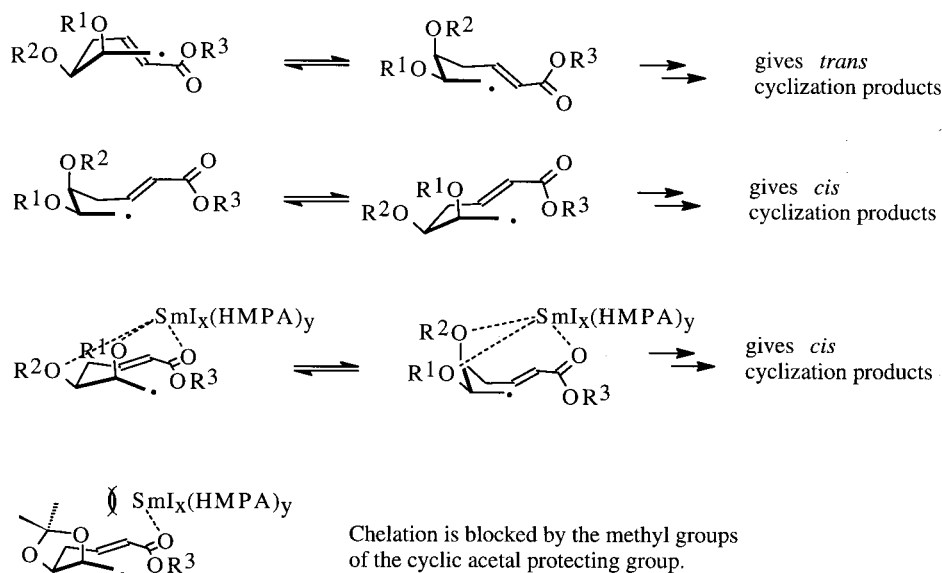 R¹O
R²O
OR³
O
OR²
R¹O
OR³
O
gives trans
cyclization products
OR²
R¹O
O
OR³
R¹O
R²O
O
OR³
gives cis
cyclization products
SmIₓ(HMPA)ᵧ
R¹O
R²O
O
OR³
SmIₓ(HMPA)ᵧ
R²O
R¹O
O
OR³
gives cis
cyclization products
SmIₓ(HMPA)ᵧ
O
O
O
OR³
Chelation is blocked by the methyl groups
of the cyclic acetal protecting group.